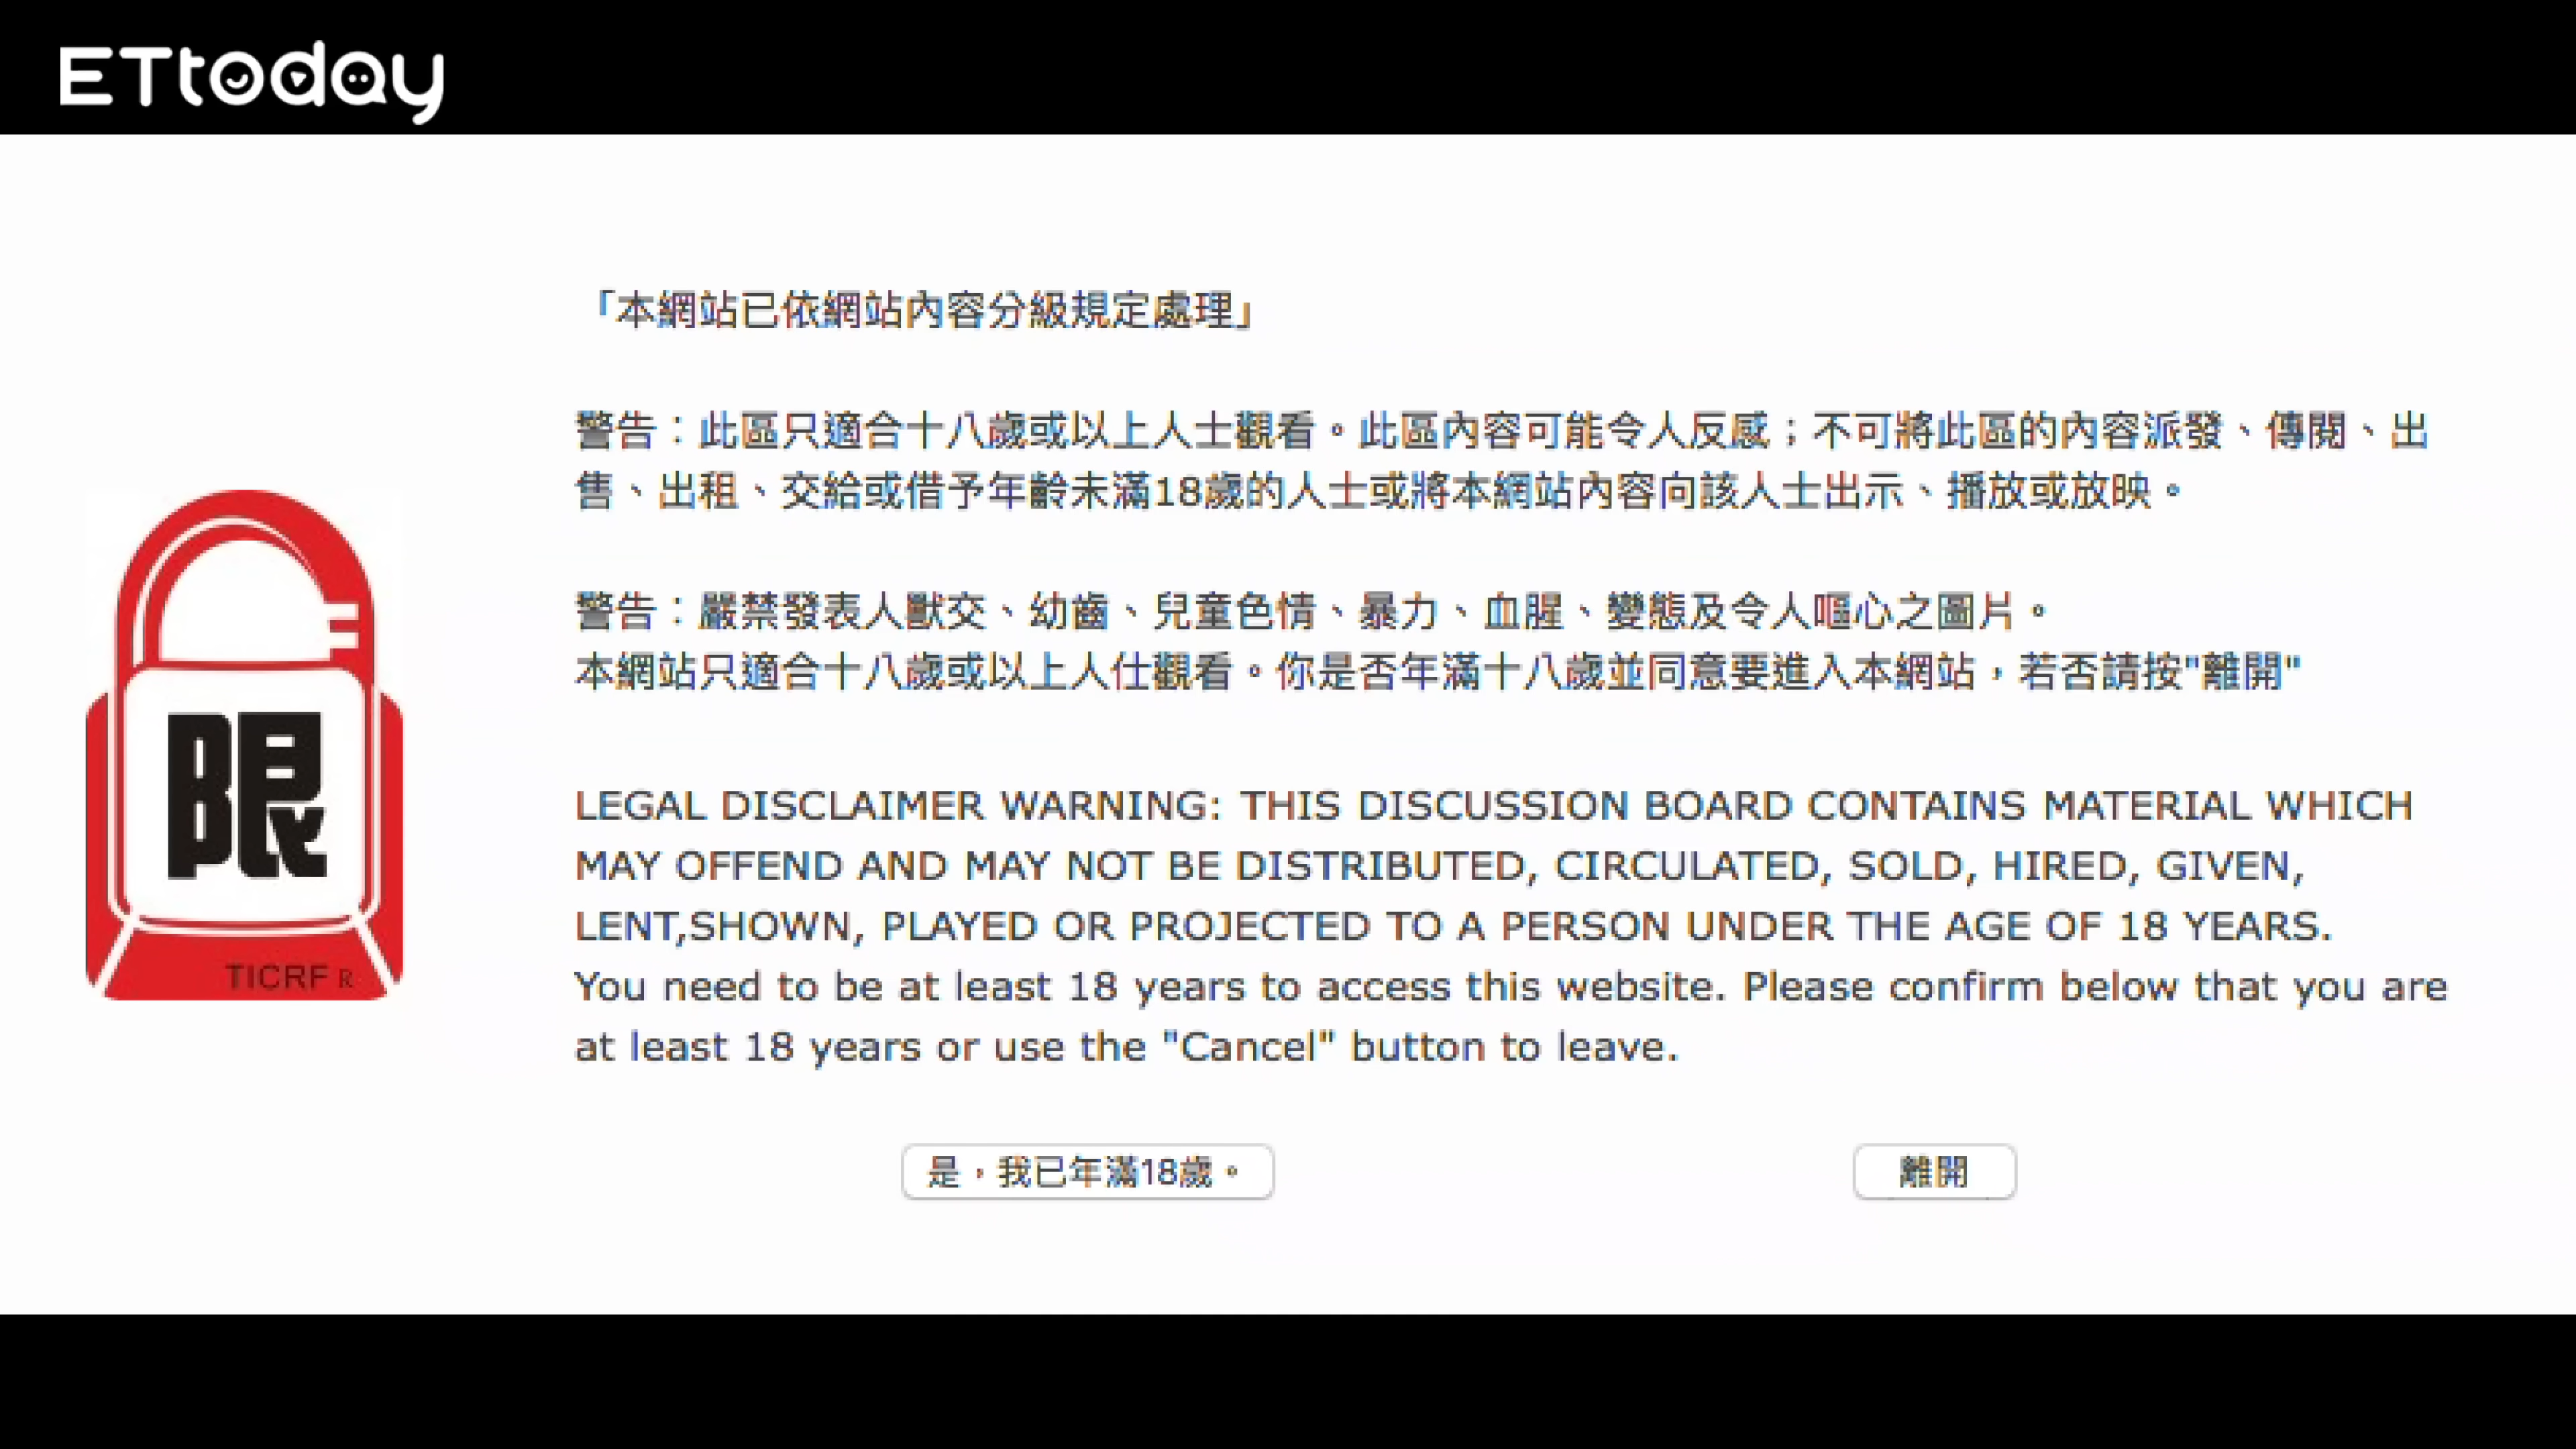 ETtoday
「本網站已依網站內容分級規定處理」
警告：此區只適合十八歲或以上人士觀看。此區內容可能令人反感；不可將此區的內容派發、傳閱、出
售、出租、交給或借予年齡未滿18歲的人士或將本網站內容向該人士出示、播放或放映。
警告：嚴禁發表人獸交、幼齒、兒童色情、暴力、血腥、變態及令人嘔心之圖片。
本網站只適合十八歲或以上人仕觀看。你是否年滿十八歲並同意要進入本網站，若否請按"離開"
限
TICRF R
LEGAL DISCLAIMER WARNING: THIS DISCUSSION BOARD CONTAINS MATERIAL WHICH
MAY OFFEND AND MAY NOT BE DISTRIBUTED, CIRCULATED, SOLD, HIRED, GIVEN,
LENT,SHOWN, PLAYED OR PROJECTED TO A PERSON UNDER THE AGE OF 18 YEARS.
You need to be at least 18 years to access this website. Please confirm below that you are
at least 18 years or use the "Cancel" button to leave.
是，我已年滿18歲。
離開